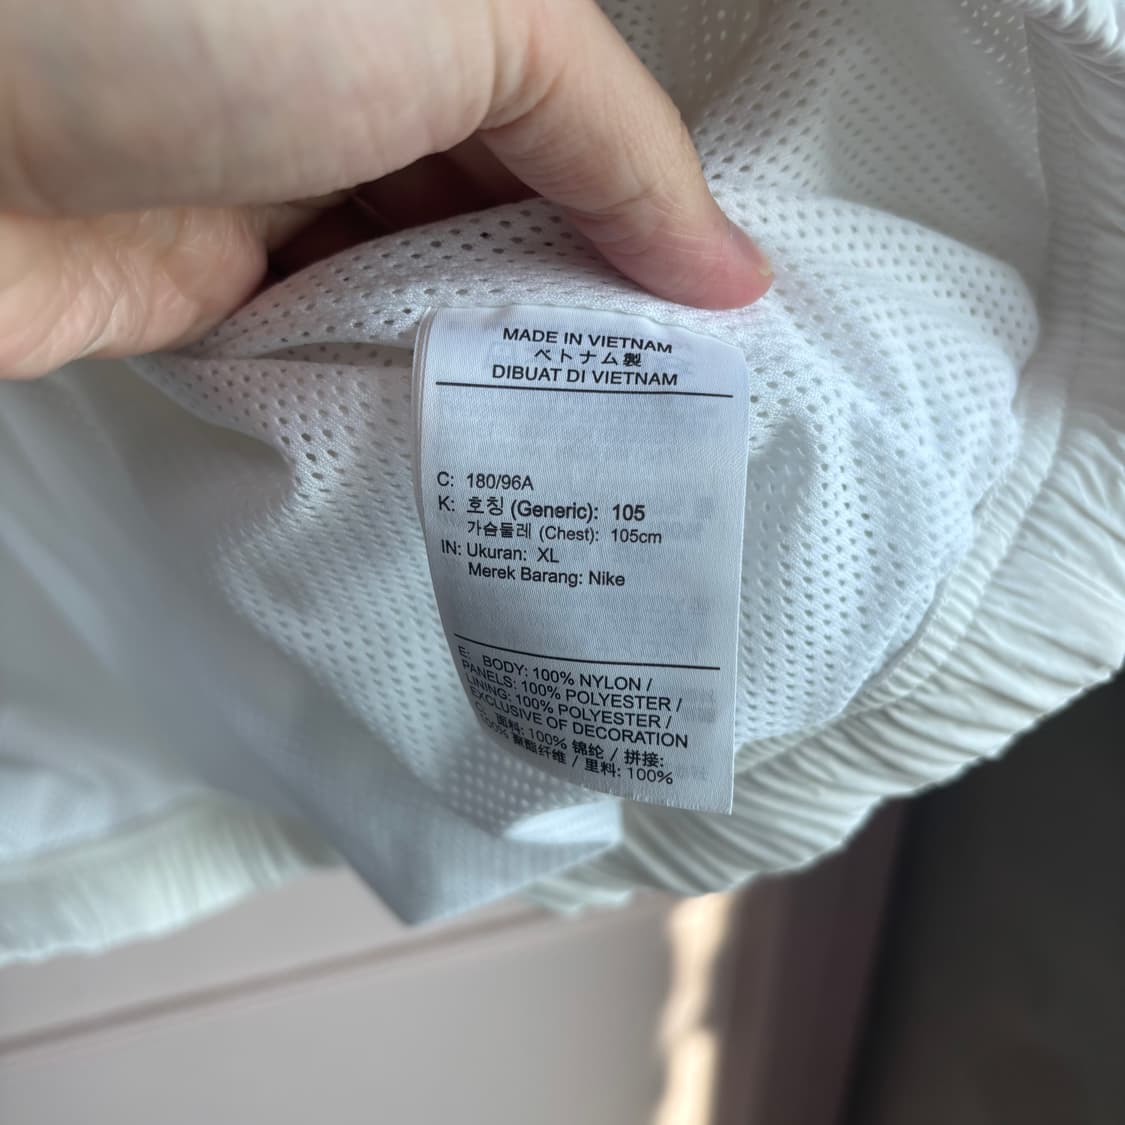 MADE IN VIETNAM
ベトナム製
DIBUAT DI VIETNAM
C: 180/96A
K: 호칭 (Generic): 105
가슴둘레 (Chest): 105cm
IN: Ukuran: XL
Merek Barang: Nike
E: BODY: 100% NYLON /
PANELS: 100% POLYESTER /
LINING: 100% POLYESTER /
EXCLUSIVE OF DECORATION
C: 面料: 100% 锦纶 / 拼接:
100% 聚酯纤维 / 里料: 100%